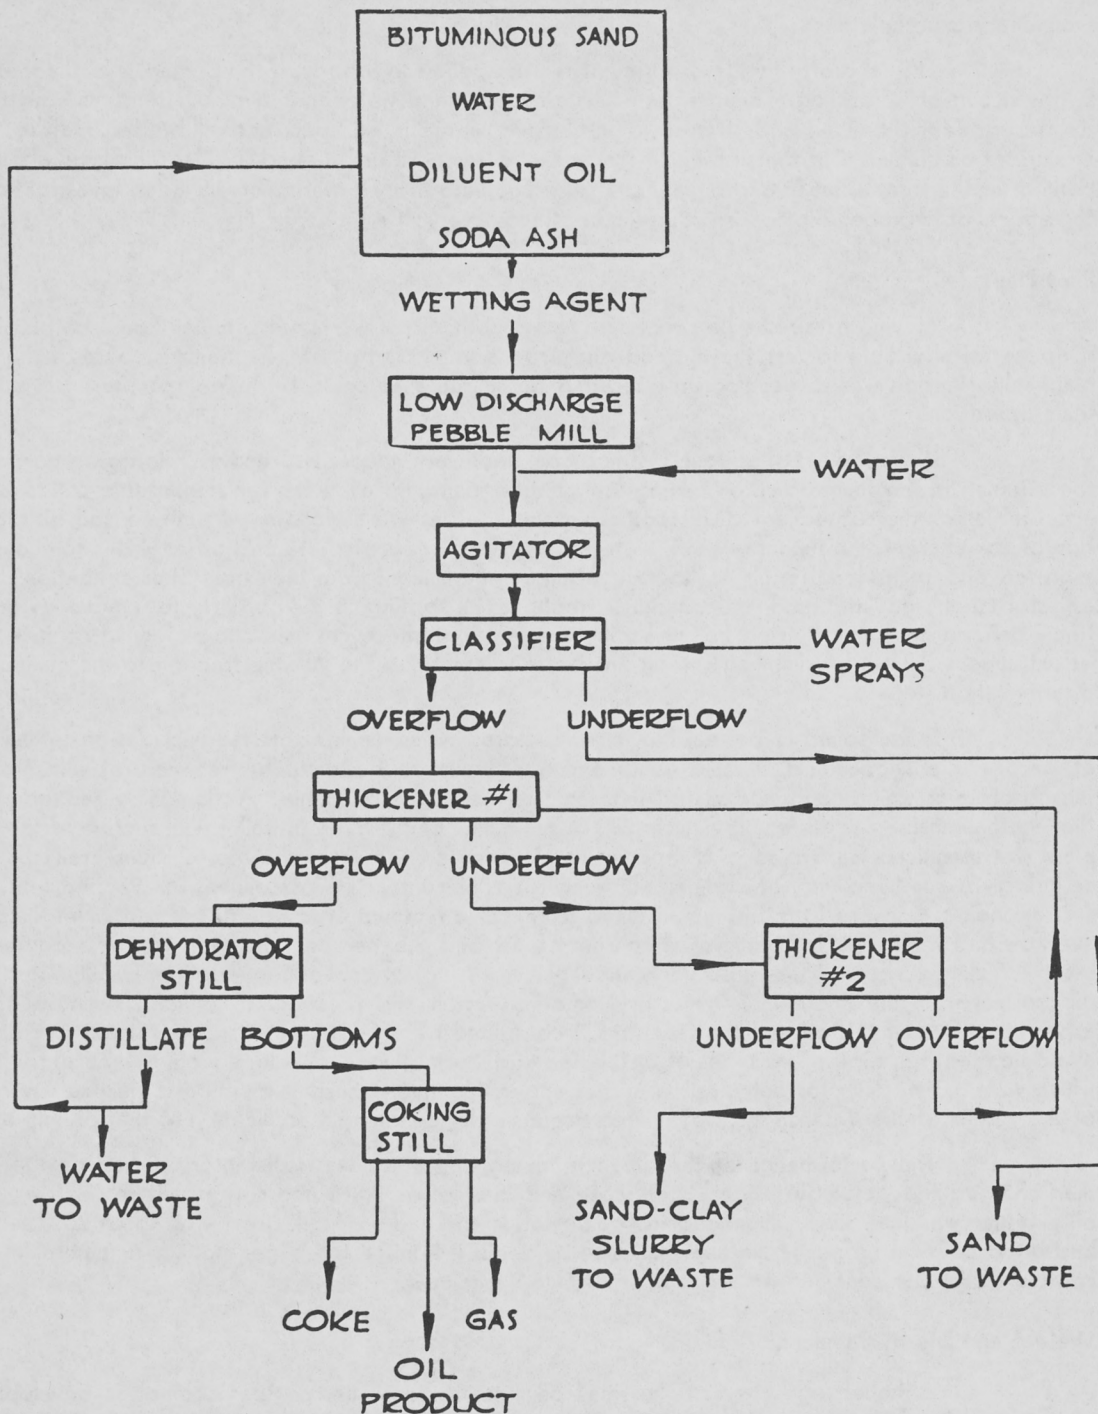 BITUMINOUS SAND
WATER
DILUENT OIL
SODA ASH
WETTING AGENT
LOW DISCHARGE
PEBBLE MILL
WATER
AGITATOR
CLASSIFIER
WATER
SPRAYS
OVERFLOW
UNDERFLOW
THICKENER #1
OVERFLOW
UNDERFLOW
DEHYDRATOR
STILL
THICKENER
#2
DISTILLATE
BOTTOMS
UNDERFLOW
OVERFLOW
COKING
STILL
WATER
TO WASTE
SAND-CLAY
SLURRY
TO WASTE
SAND
TO WASTE
COKE
GAS
OIL
PRODUCT